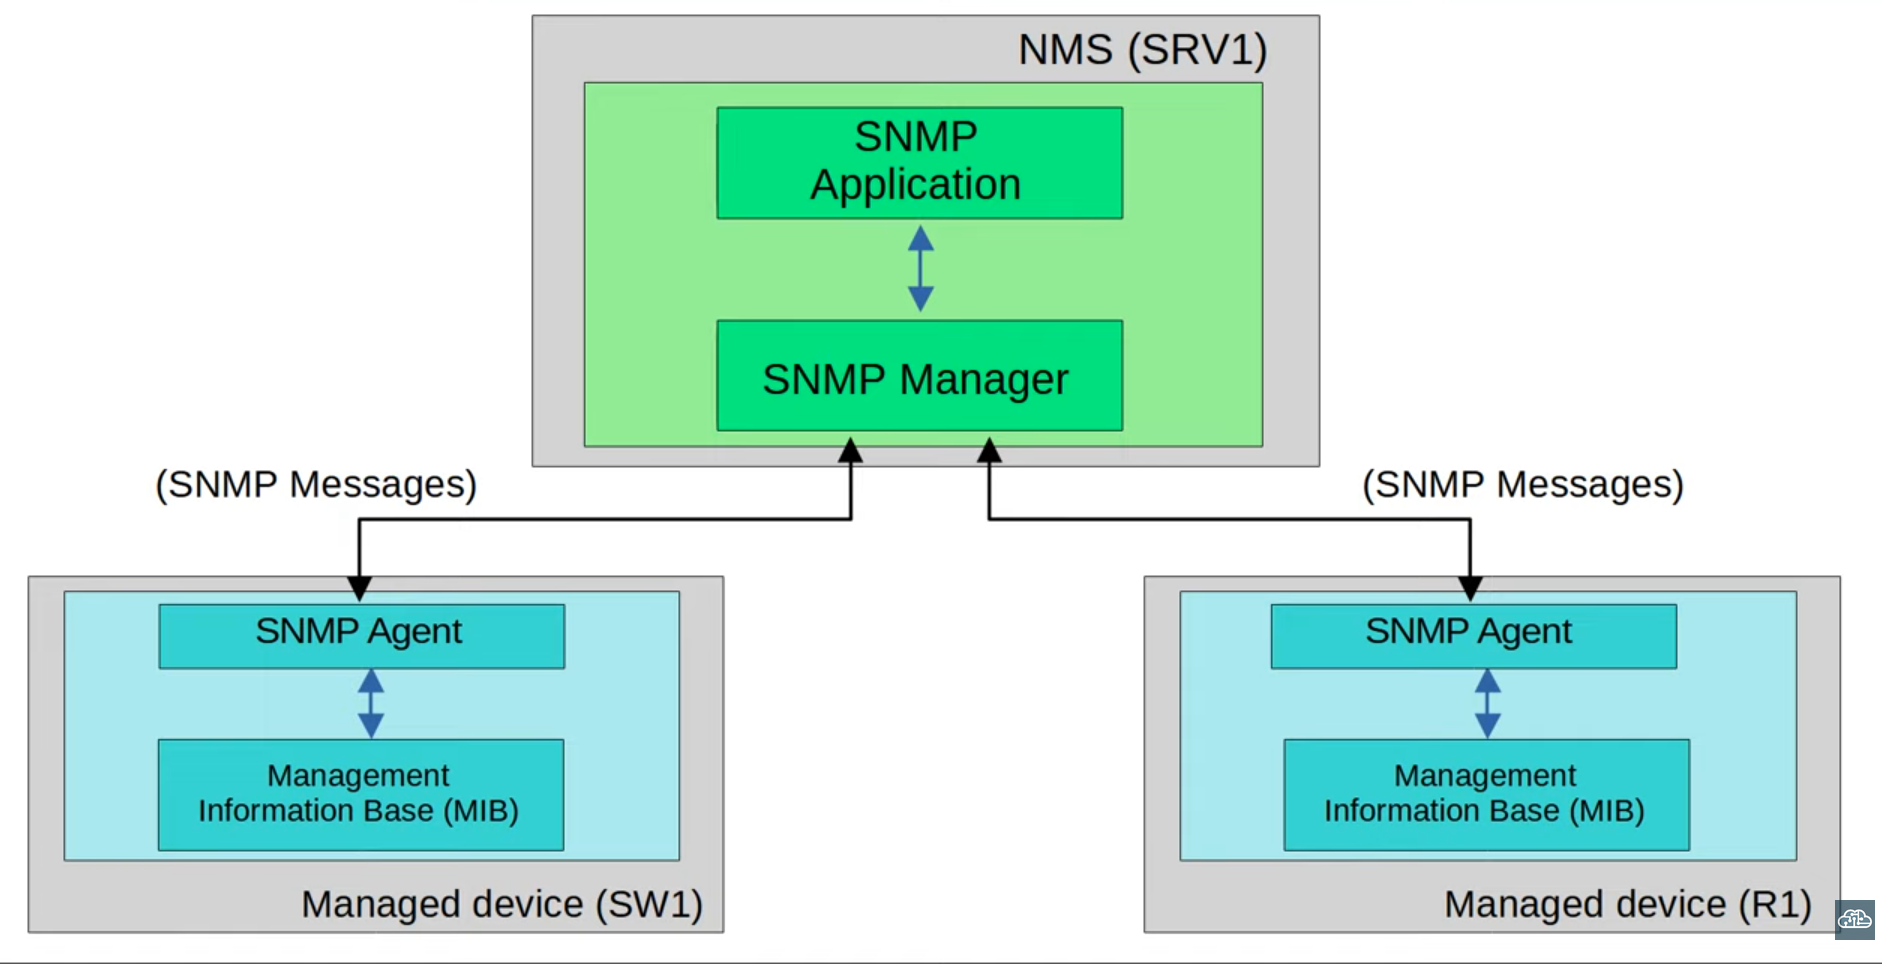 NMS (SRV1)
SNMP
Application
SNMP Manager
(SNMP Messages)
(SNMP Messages)
SNMP Agent
Management
Information Base (MIB)
Managed device (SW1)
SNMP Agent
Management
Information Base (MIB)
Managed device (R1)